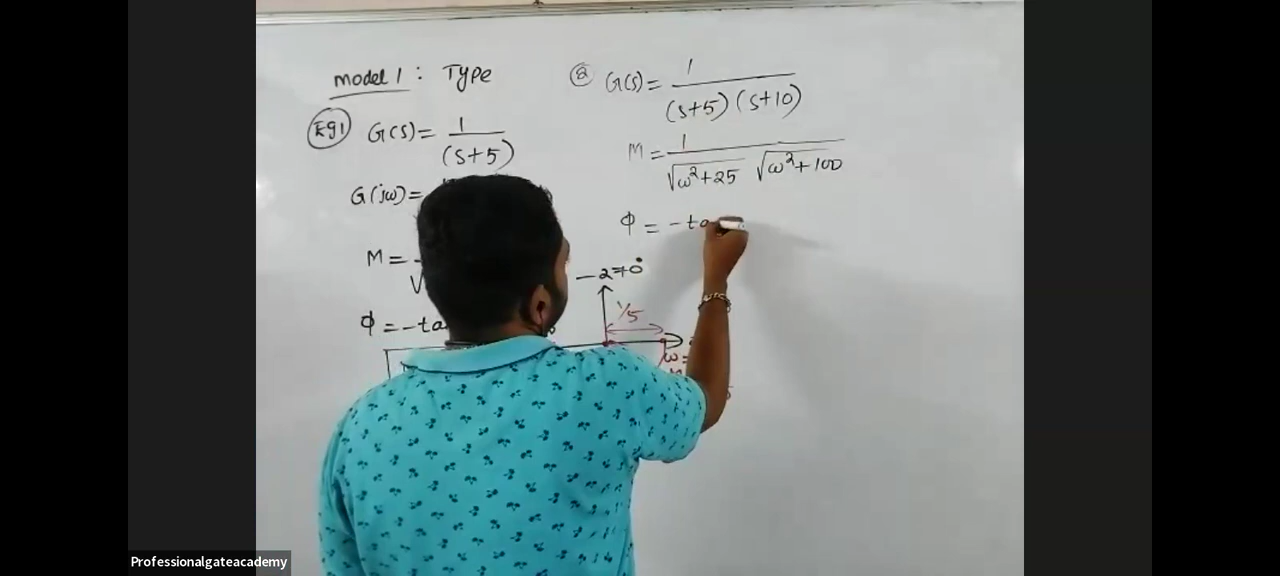 Model 1 : Type
Eg1 G(s) = 1 / (s+5)
G(jω) =
M =
ϕ = -ta
② G(s) = 1 / (s+5) (s+10)
M = 1 / √ω²+25 √ω²+100
ϕ = -ta
-270°
1/5
ω=
Professionalgateacademy